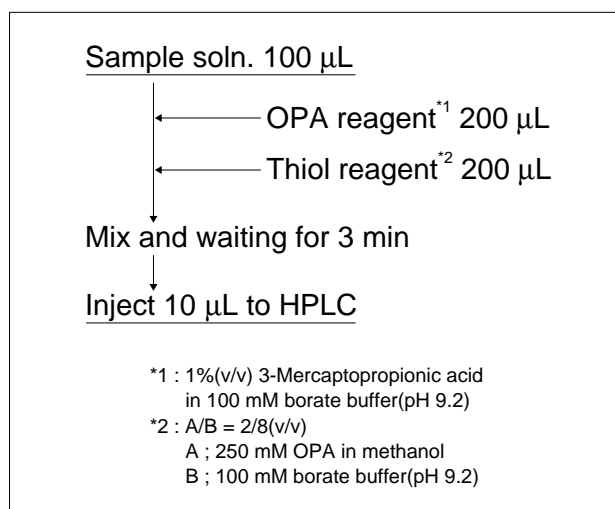 Sample soln. 100 μL
OPA reagent*1 200 μL
Thiol reagent*2 200 μL
Mix and waiting for 3 min
Inject 10 μL to HPLC
*1 : 1%(v/v) 3-Mercaptopropionic acid
in 100 mM borate buffer(pH 9.2)
*2 : A/B = 2/8(v/v)
A ; 250 mM OPA in methanol
B ; 100 mM borate buffer(pH 9.2)